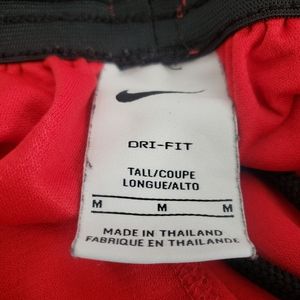 DRI-FIT
TALL/COUPE
LONGUE/ALTO
M M M
MADE IN THAILAND
FABRIQUE EN THAILANDE